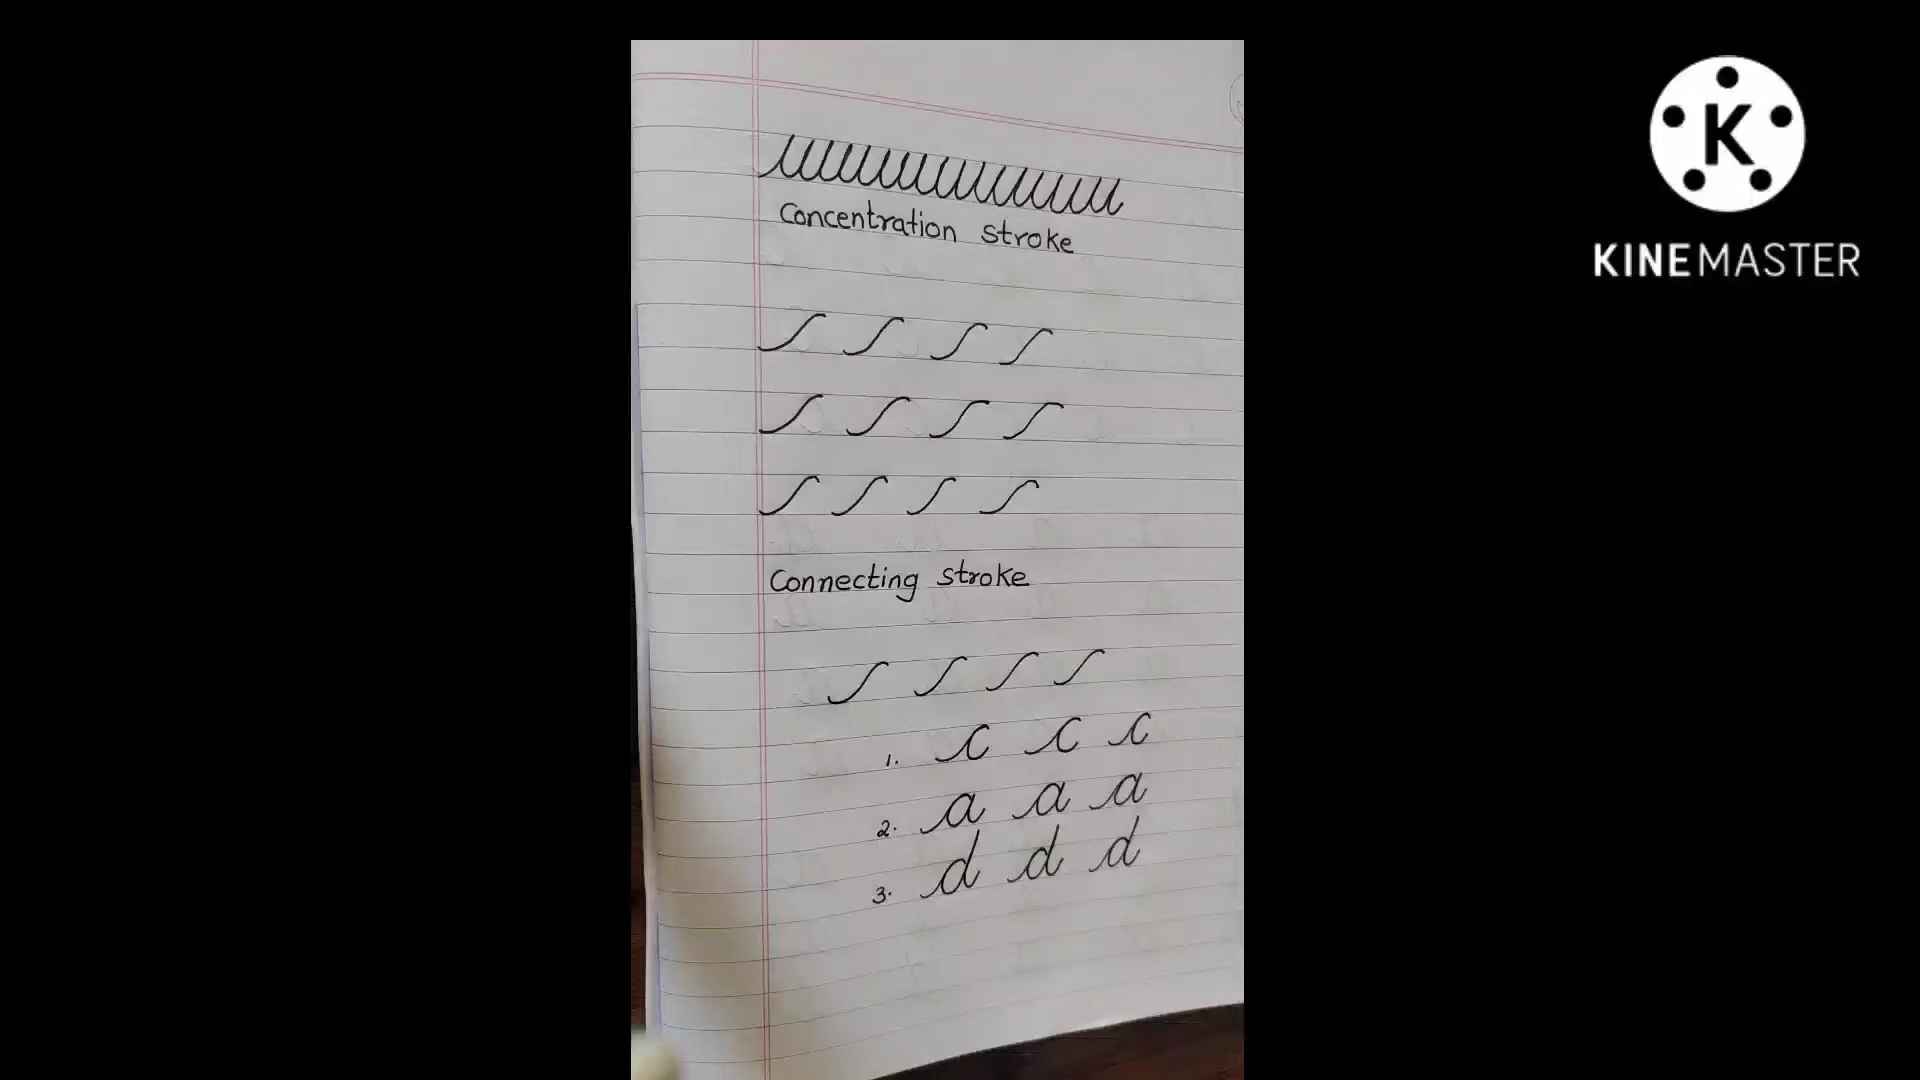 Concentration stroke
Connecting stroke
1. c c c
2. a a a
3. d d d
K
KINEMASTER